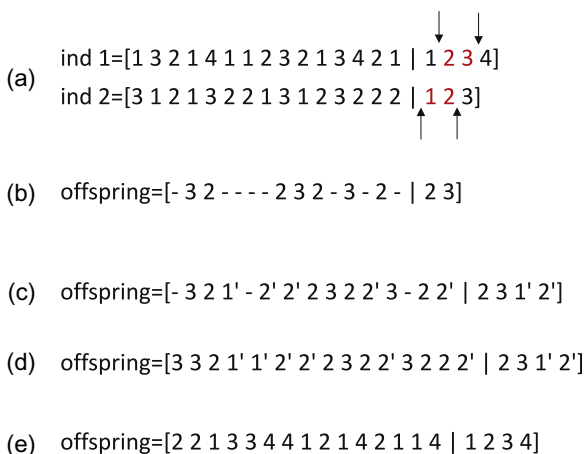 (a) ind 1=[1 3 2 1 4 1 1 2 3 2 1 3 4 2 1 | 1 2 3 4]
ind 2=[3 1 2 1 3 2 2 1 3 1 2 3 2 2 2 | 1 2 3]
(b) offspring=[- 3 2 - - - - 2 3 2 - 3 - 2 - | 2 3]
(c) offspring=[- 3 2 1' - 2' 2' 2 3 2 2' 3 - 2 2' | 2 3 1' 2']
(d) offspring=[3 3 2 1' 1' 2' 2' 2 3 2 2' 3 2 2 2' | 2 3 1' 2']
(e) offspring=[2 2 1 3 3 4 4 1 2 1 4 2 1 1 4 | 1 2 3 4]